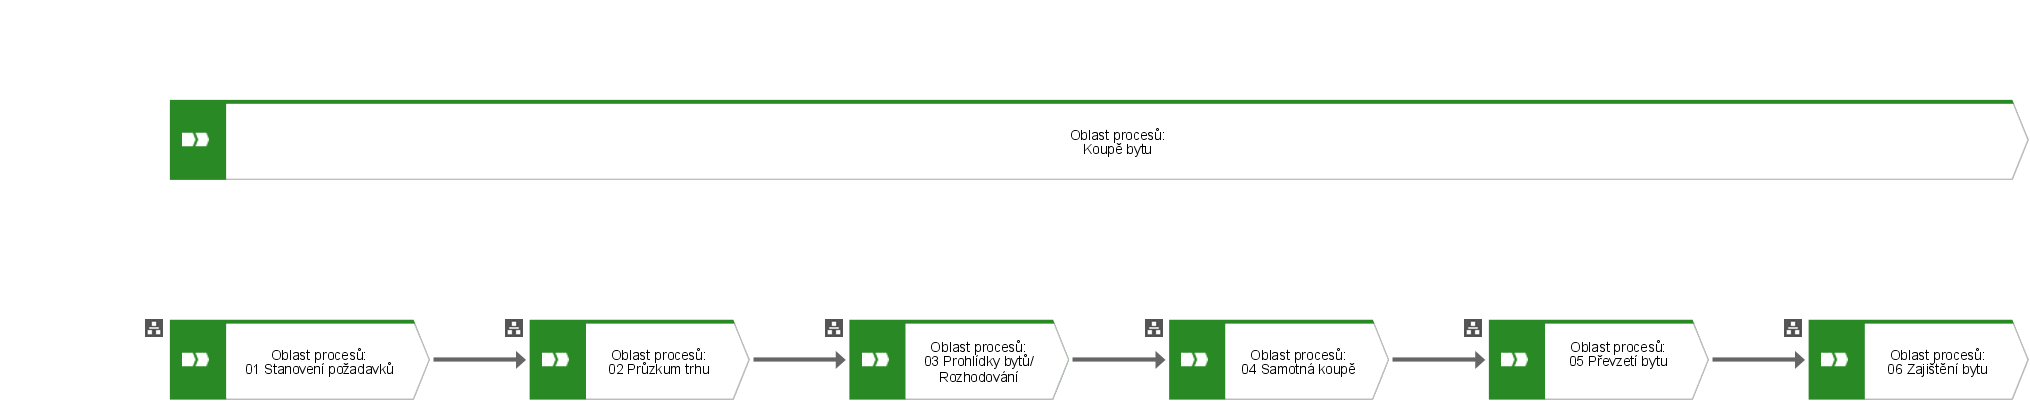 Oblast procesů:
Koupě bytu
Oblast procesů:
01 Stanovení požadavků
Oblast procesů:
02 Průzkum trhu
Oblast procesů:
03 Prohlídky bytů/
Rozhodování
Oblast procesů:
04 Samotná koupě
Oblast procesů:
05 Převzetí bytu
Oblast procesů:
06 Zajištění bytu